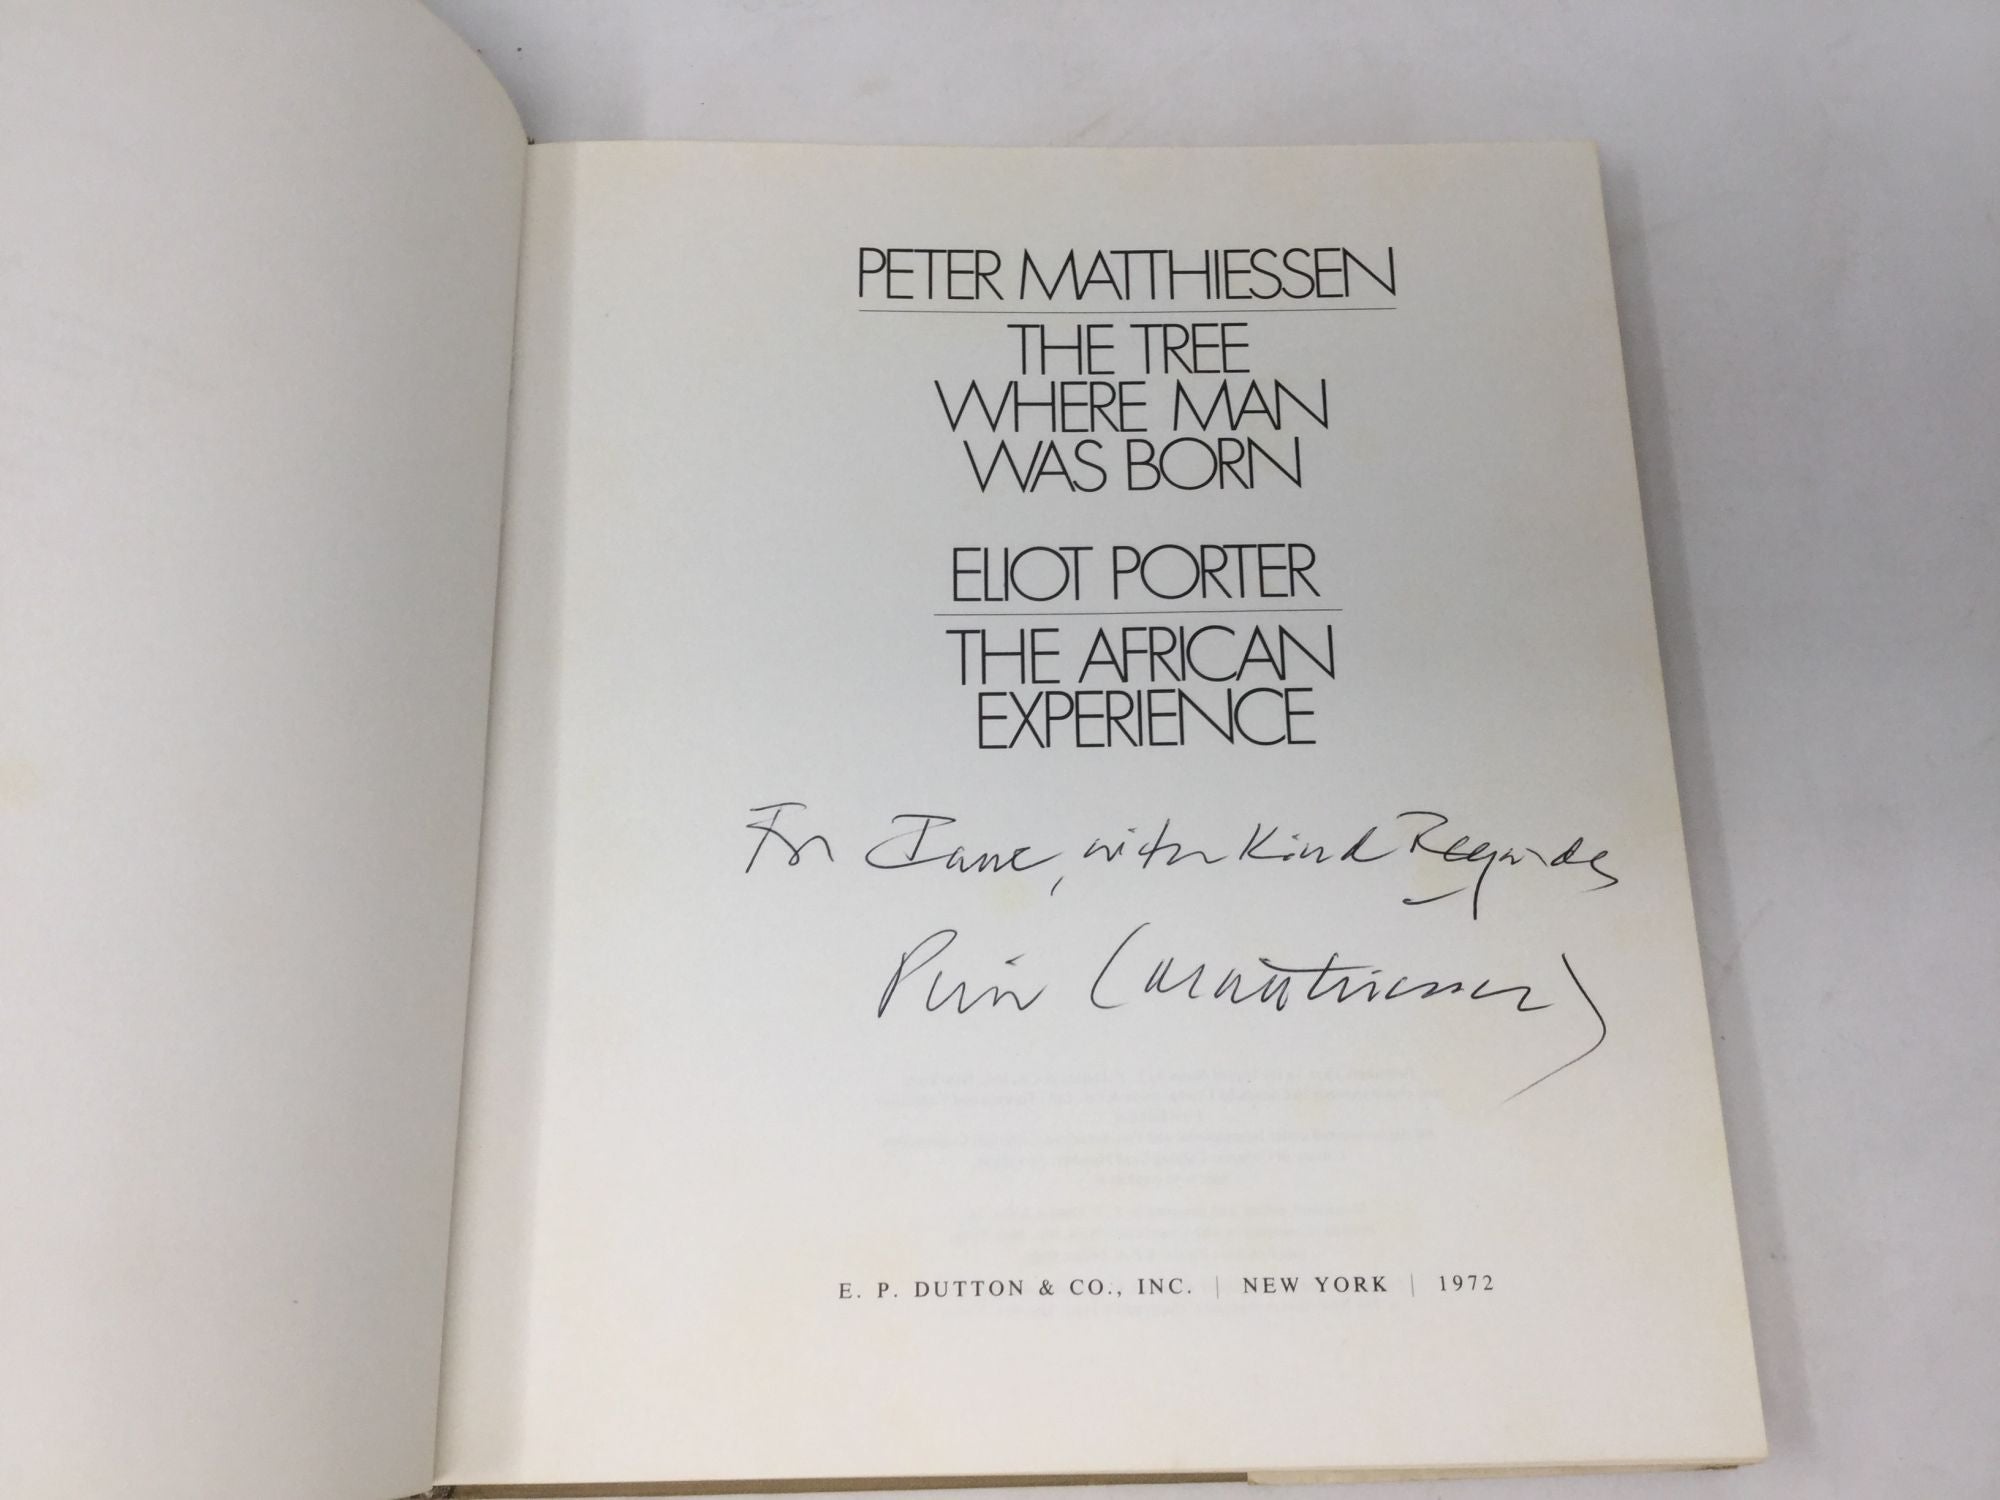 PETER MATTHIESSEN
THE TREE
WHERE MAN
WAS BORN
ELIOT PORTER
THE AFRICAN
EXPERIENCE
For Jane, with Kind Regards
E. P. DUTTON & CO., INC. | NEW YORK | 1972